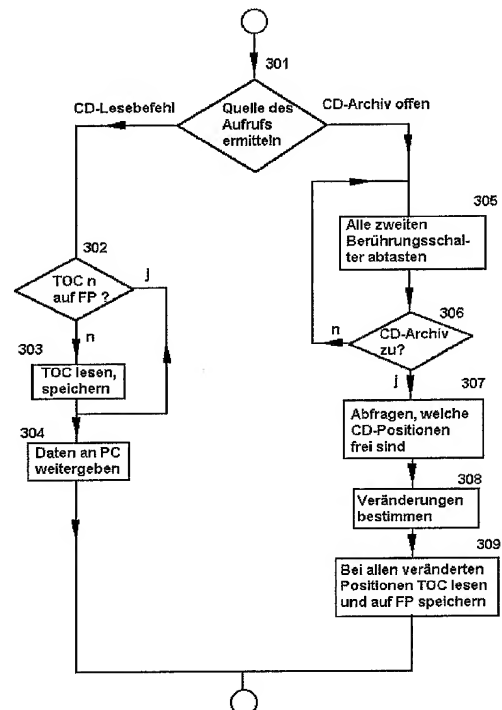 301
CD-Lesebefehl
Quelle des
Aufrufs
ermitteln
CD-Archiv offen
302
TOC n
auf FP ?
j
n
303
TOC lesen,
speichern
304
Daten an PC
weitergeben
305
Alle zweiten
Berührungsschal-
ter abtasten
306
CD-Archiv
zu?
n
j
307
Abfragen, welche
CD-Positionen
frei sind
308
Veränderungen
bestimmen
309
Bei allen veränderten
Positionen TOC lesen
und auf FP speichern